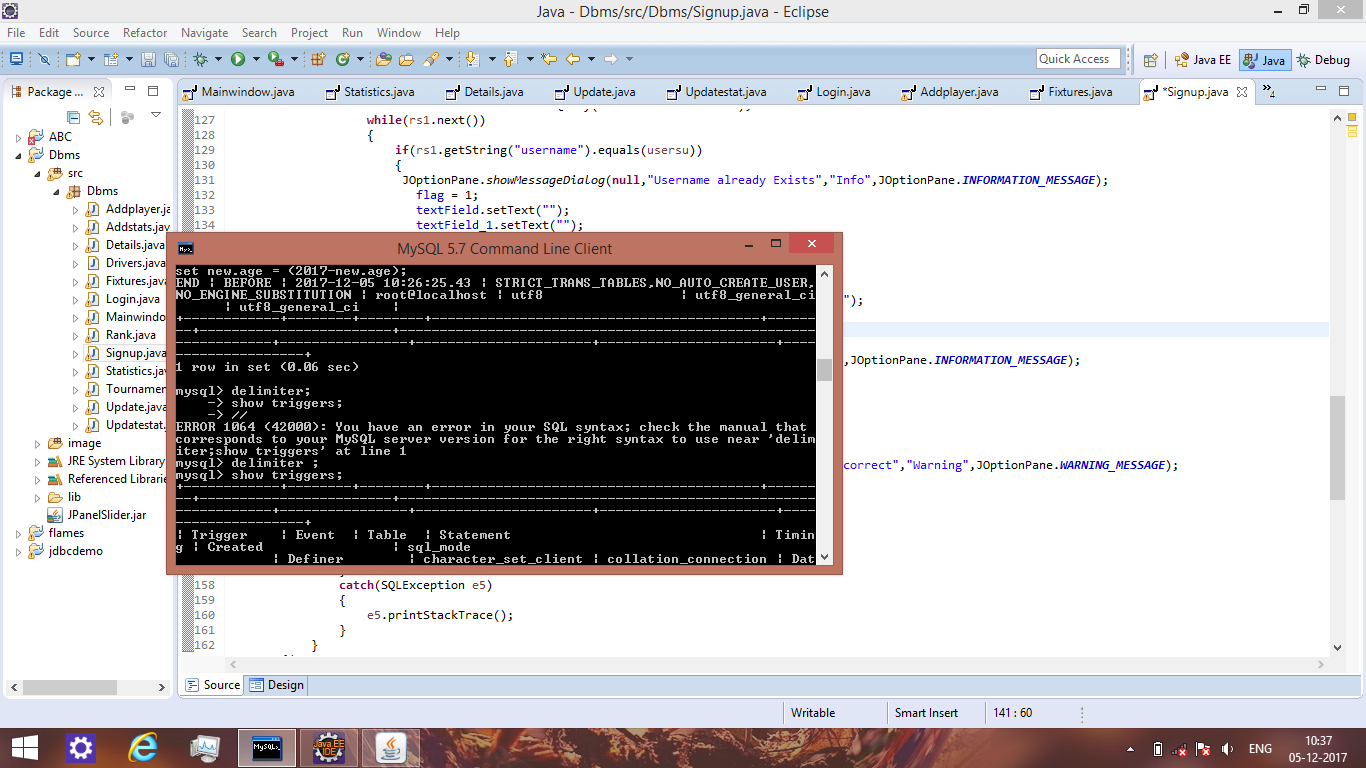 Java - Dbms/src/Dbms/Signup.java - Eclipse
File Edit Source Refactor Navigate Search Project Run Window Help
Quick Access
Java EE
Java
Debug
Package ...
Mainwindow.java
Statistics.java
Details.java
Update.java
Updatestat.java
Login.java
Addplayer.java
Fixtures.java
*Signup.java
»4
ABC
Dbms
src
Dbms
Addplayer.ja
Addstats.jav
Details.java
Drivers.java
Fixtures.java
Login.java
Mainwindo
Rank.java
Signup.java
Statistics.jav
Tournamen
Update.java
Updatestat.
image
JRE System Library
Referenced Librarie
lib
JPanelSlider.jar
flames
jdbcdemo
127 while(rs1.next())
128 {
129 if(rs1.getString("username").equals(usersu))
130 {
131 JOptionPane.showMessageDialog(null,"Username already Exists","Info",JOptionPane.INFORMATION_MESSAGE);
132 flag = 1;
133 textField.setText("");
134 textField_1.setText("");
");
,JOptionPane.INFORMATION_MESSAGE);
correct","Warning",JOptionPane.WARNING_MESSAGE);
MySQL 5.7 Command Line Client
set new.age = (2017-new.age);
END | BEFORE | 2017-12-05 10:26:25.43 | STRICT_TRANS_TABLES,NO_AUTO_CREATE_USER,
NO_ENGINE_SUBSTITUTION | root@localhost | utf8 | utf8_general_ci
| utf8_general_ci |
1 row in set (0.06 sec)
mysql> delimiter;
-> show triggers;
-> //
ERROR 1064 (42000): You have an error in your SQL syntax; check the manual that
corresponds to your MySQL server version for the right syntax to use near 'delim
iter;show triggers' at line 1
mysql> delimiter ;
mysql> show triggers;
| Trigger | Event | Table | Statement | Timin
g | Created | sql_mode
| Definer | character_set_client | collation_connection | Dat
158 catch(SQLException e5)
159 {
160 e5.printStackTrace();
161 }
162 }
Source
Design
Writable
Smart Insert
141 : 60
MySQL
Java EE
IDE
ENG
10:37
05-12-2017